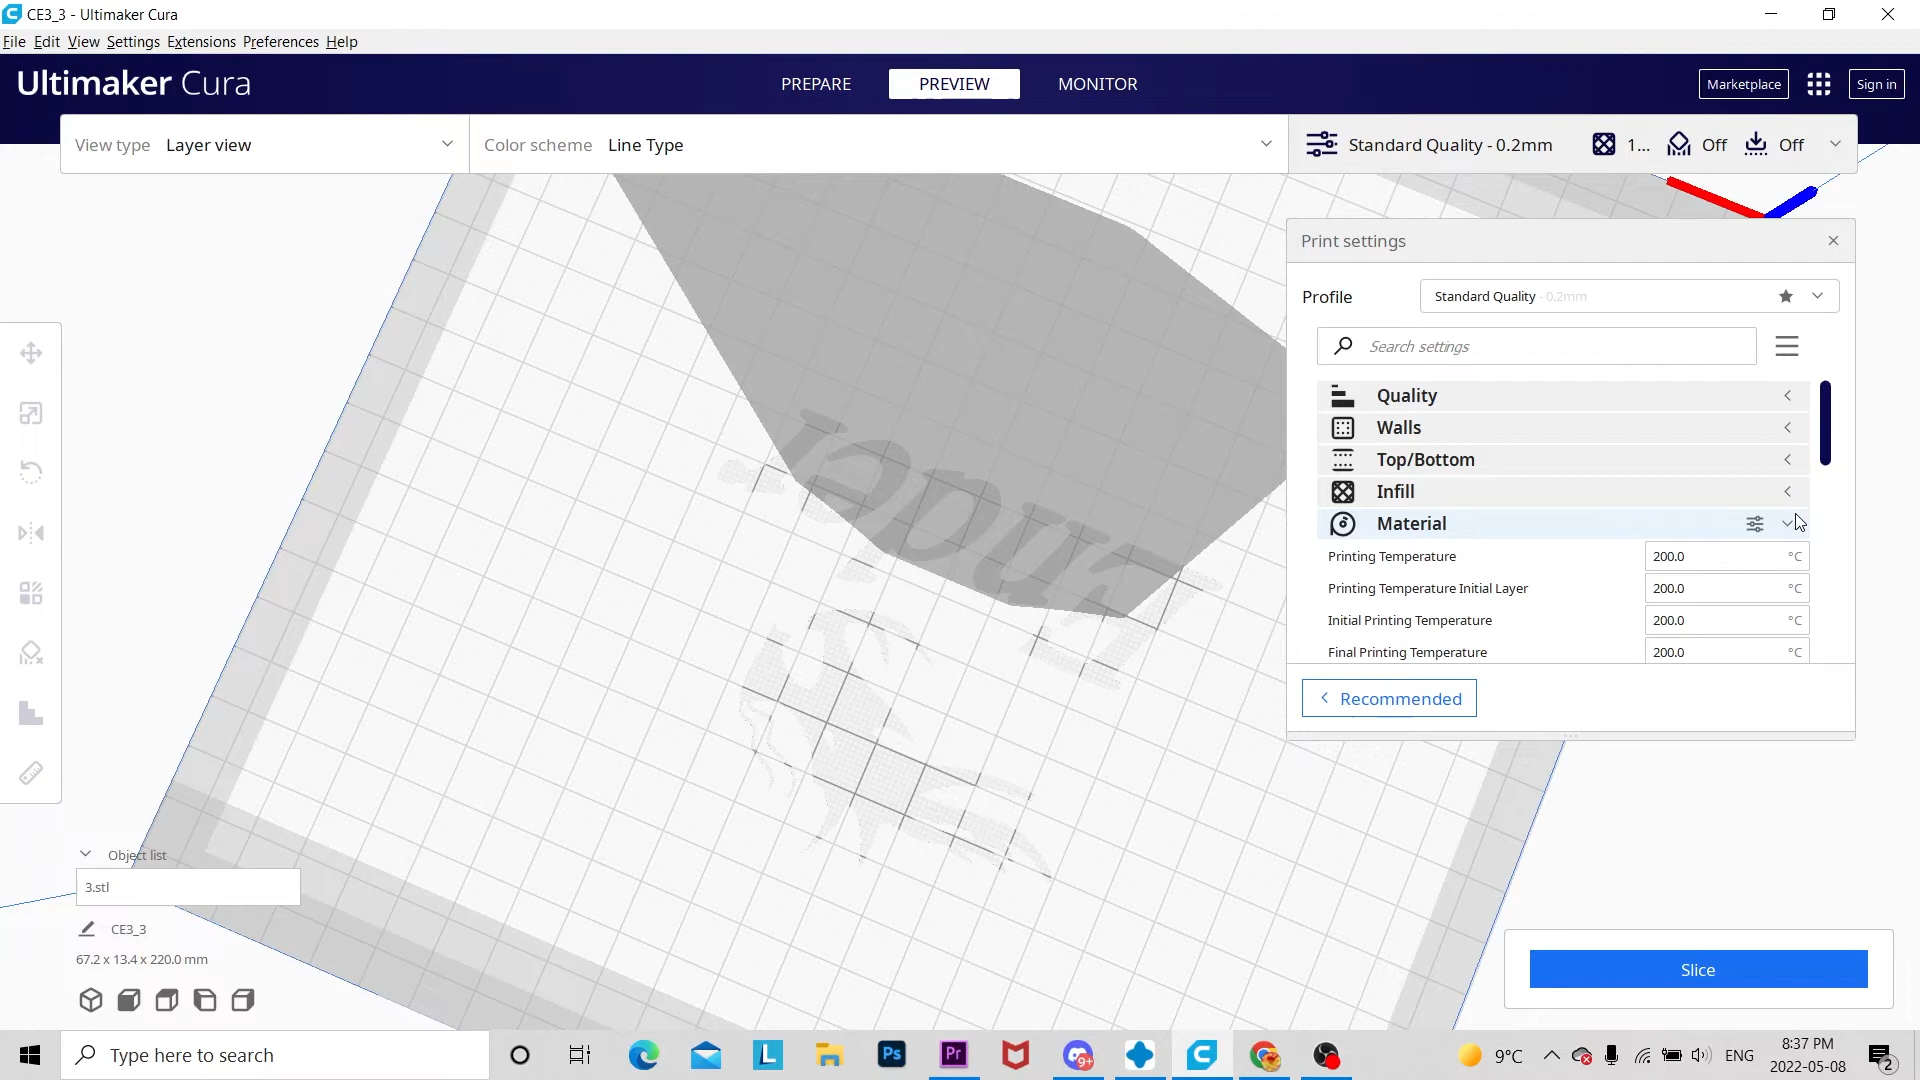 CE3_3 - Ultimaker Cura
File Edit View Settings Extensions Preferences Help
Ultimaker Cura
PREPARE PREVIEW MONITOR
Marketplace Sign in
View type Layer view
Color scheme Line Type
Standard Quality - 0.2mm 1... Off Off
Print settings
Profile Standard Quality - 0.2mm
Search settings
Quality
Walls
Top/Bottom
Infill
Material
Printing Temperature 200.0 °C
Printing Temperature Initial Layer 200.0 °C
Initial Printing Temperature 200.0 °C
Final Printing Temperature 200.0 °C
Recommended
Object list
3.stl
CE3_3
67.2 x 13.4 x 220.0 mm
Slice
Type here to search
L
Ps
Pr
9+
9°C
ENG
8:37 PM
2022-05-08
2